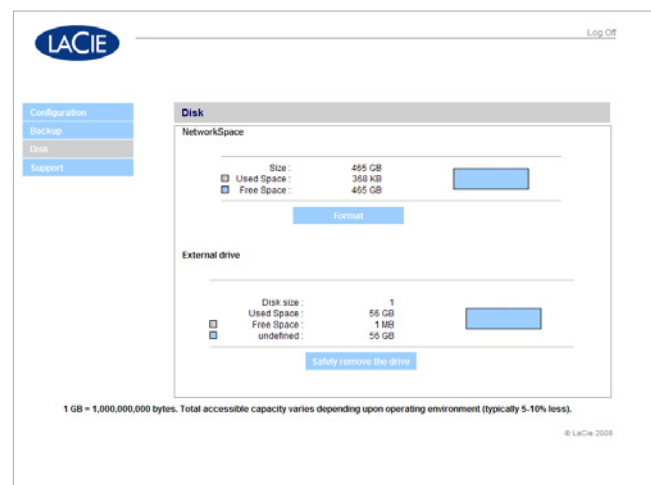 LACIE
Log Off
Configuration
Backup
Disk
Support
Disk
NetworkSpace
Size : 465 GB
Used Space : 368 KB
Free Space : 465 GB
Format
External drive
Disk size : 1
Used Space : 56 GB
Free Space : 1 MB
undefined : 56 GB
Safely remove the drive
1 GB = 1,000,000,000 bytes. Total accessible capacity varies depending upon operating environment (typically 5-10% less).
© LaCie 2008